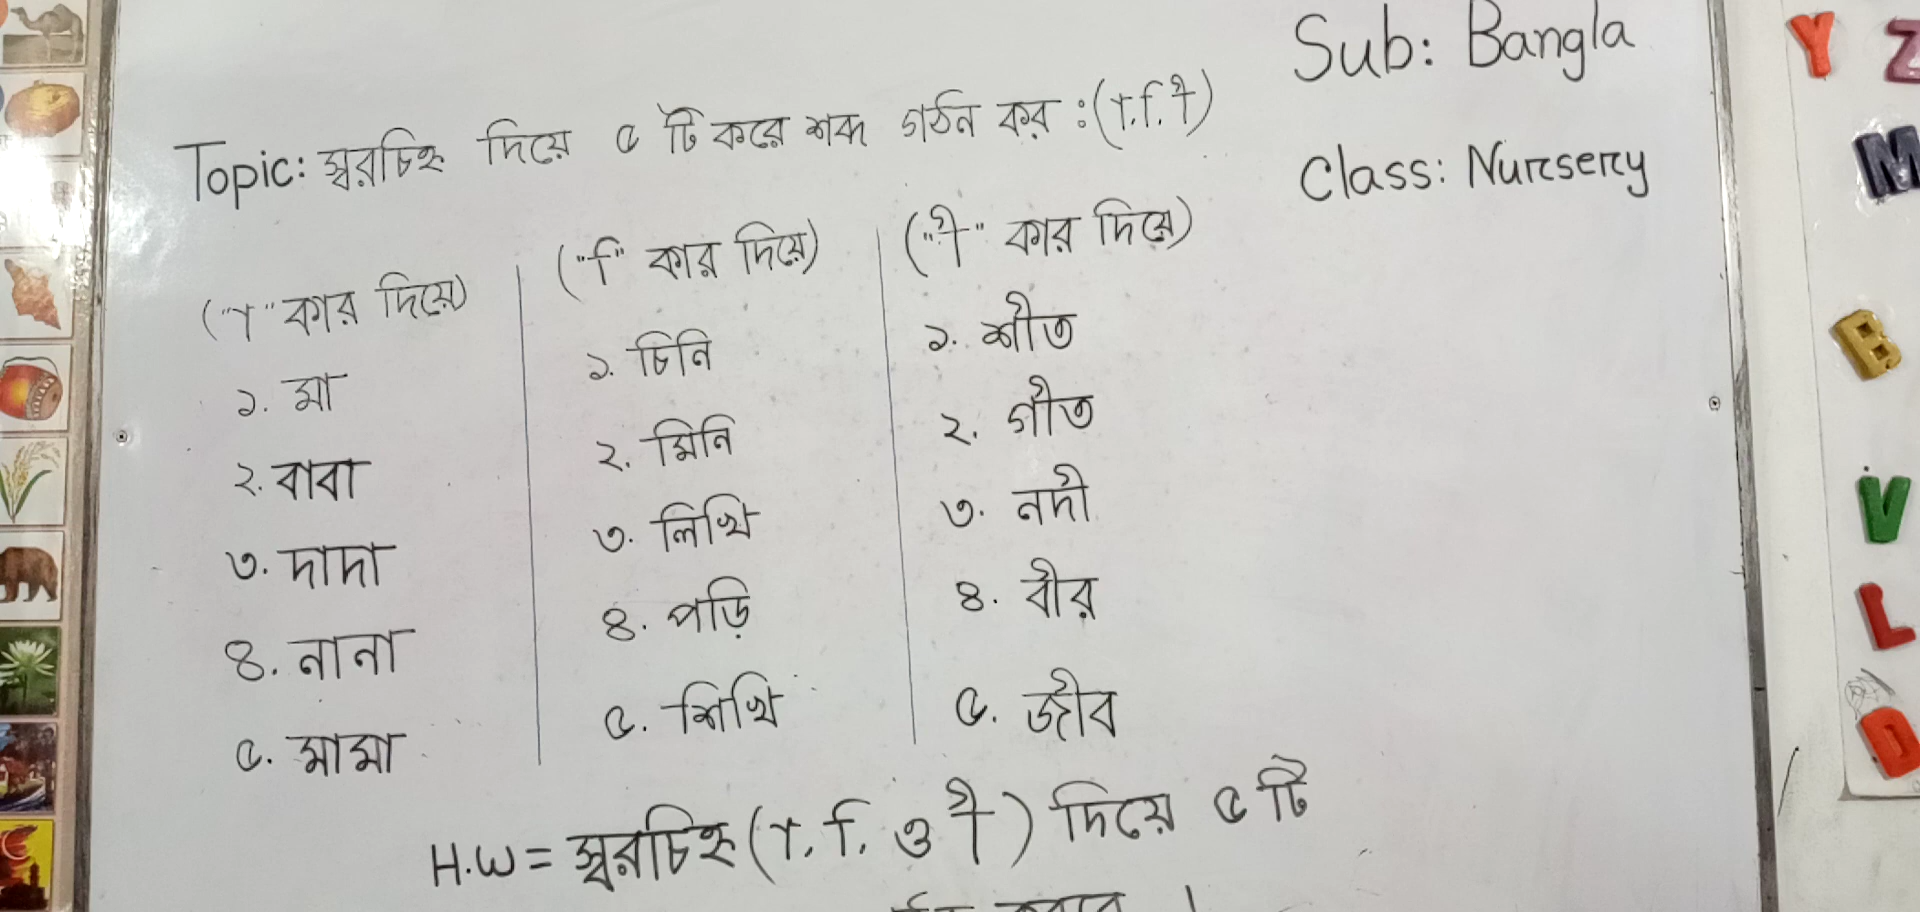 Sub: Bangla
Topic: স্বরচিহ্ন দিয়ে ৫ টি করে শব্দ গঠন কর : (া, ি, ী)
Class: Nursery
("া" কার দিয়ে)
১. মা
২. বাবা
৩. দাদা
৪. নানা
৫. মামা
("ি" কার দিয়ে)
১. চিনি
২. মিনি
৩. লিখি
৪. পড়ি
৫. শিখি
("ী" কার দিয়ে)
১. শীত
২. গীত
৩. নদী
৪. বীর
৫. জীব
H.W = স্বরচিহ্ন (া, ি, ও ী) দিয়ে ৫ টি
Y Z
M
B
V
L
D